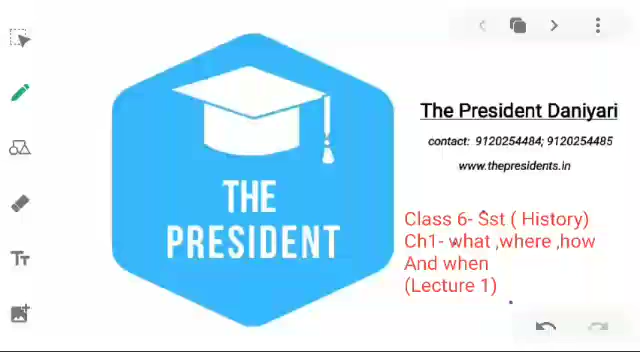 THE
PRESIDENT
The President Daniyari
contact: 9120254484; 9120254485
www.thepresidents.in
Class 6- Sst ( History)
Ch1- what ,where ,how
And when
(Lecture 1)
Tт